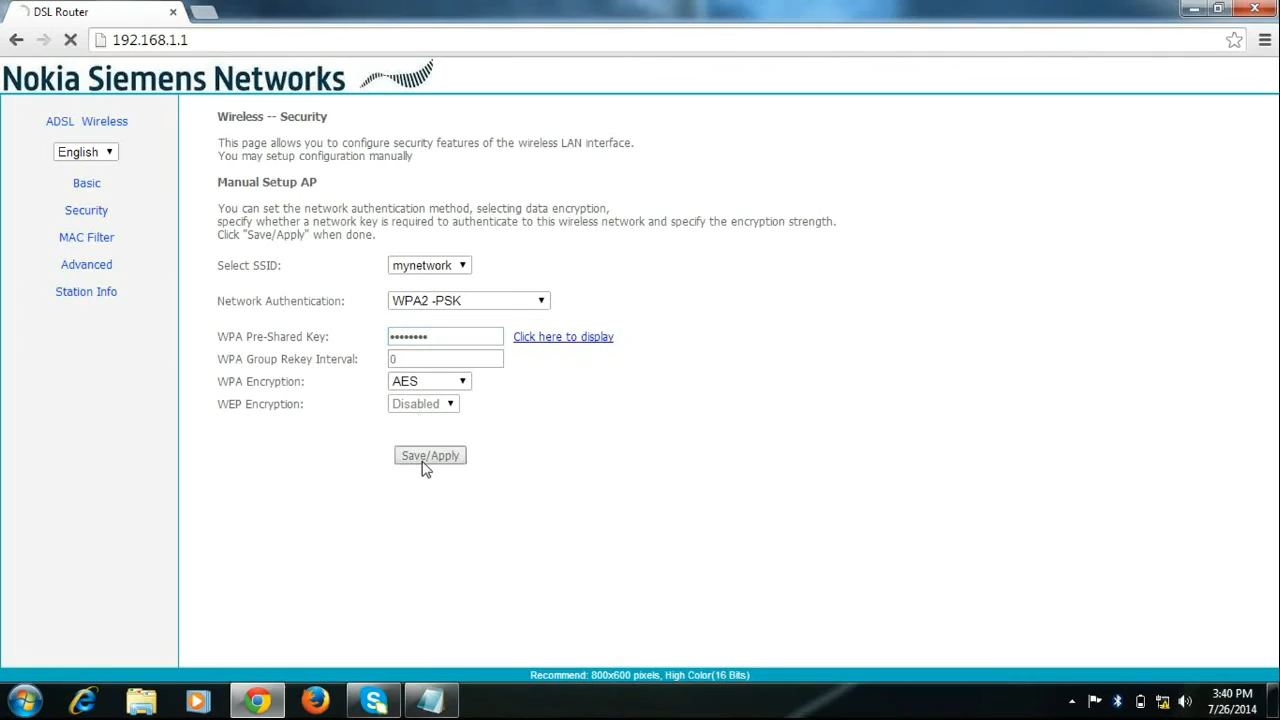 DSL Router
192.168.1.1
Nokia Siemens Networks
ADSL Wireless
English
Basic
Security
MAC Filter
Advanced
Station Info
Wireless -- Security
This page allows you to configure security features of the wireless LAN interface.
You may setup configuration manually
Manual Setup AP
You can set the network authentication method, selecting data encryption,
specify whether a network key is required to authenticate to this wireless network and specify the encryption strength.
Click "Save/Apply" when done.
Select SSID: mynetwork
Network Authentication: WPA2 -PSK
WPA Pre-Shared Key: •••••••• Click here to display
WPA Group Rekey Interval: 0
WPA Encryption: AES
WEP Encryption: Disabled
Save/Apply
Recommend: 800x600 pixels, High Color(16 Bits)
3:40 PM
7/26/2014